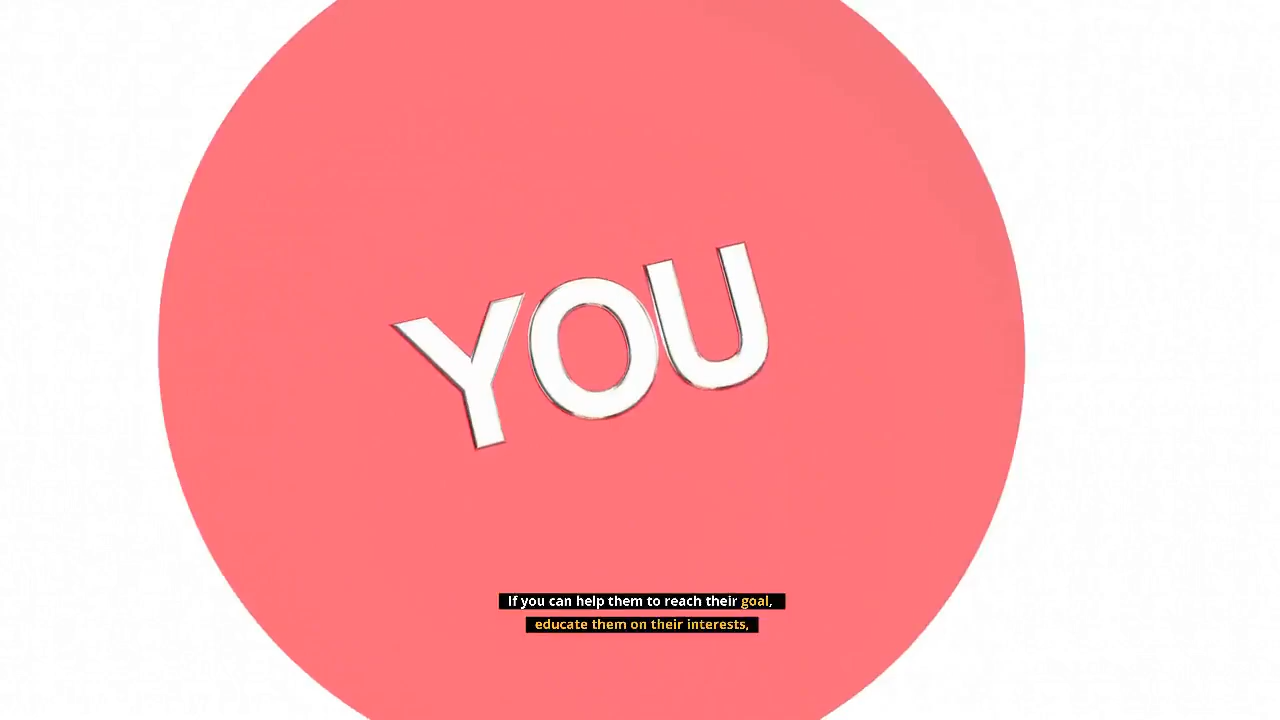 YOU
If you can help them to reach their goal,
educate them on their interests,